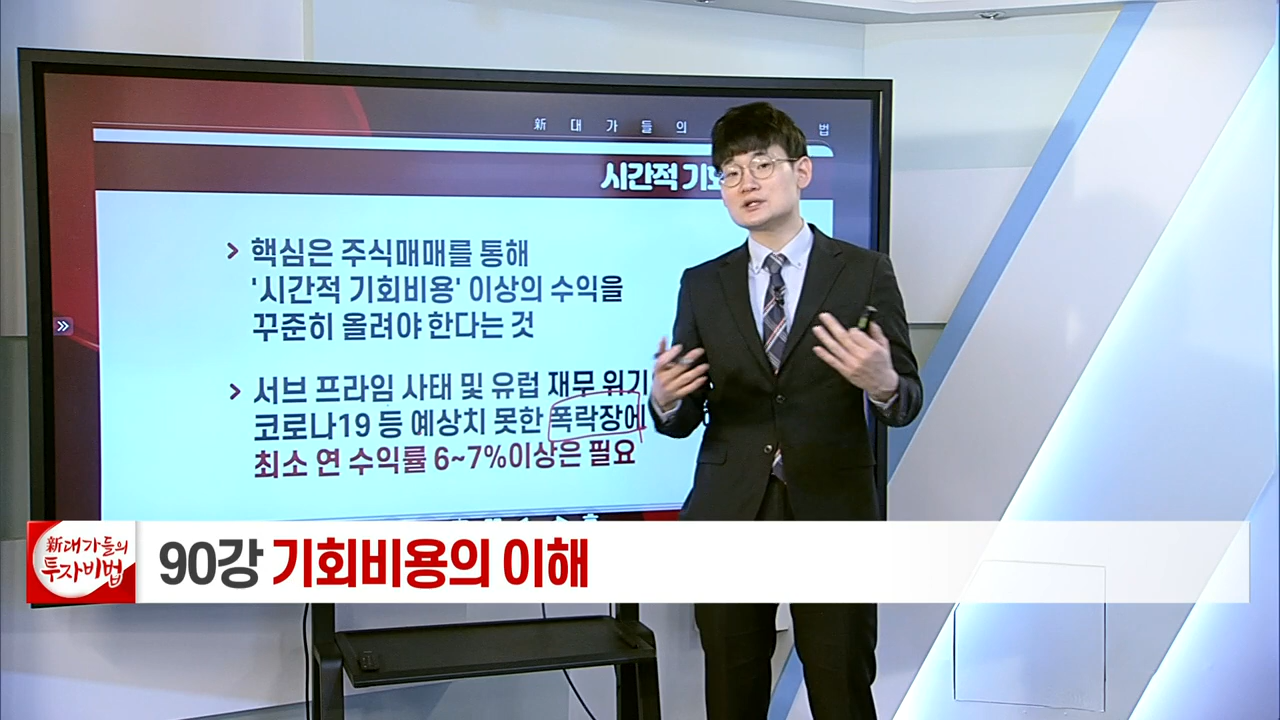 新 대 가 들 의 법
시간적 기회
핵심은 주식매매를 통해
'시간적 기회비용' 이상의 수익을
꾸준히 올려야 한다는 것
서브 프라임 사태 및 유럽 재무 위기
코로나19 등 예상치 못한 폭락장에
최소 연 수익률 6~7%이상은 필요
新대가들의
투자비법
90강 기회비용의 이해